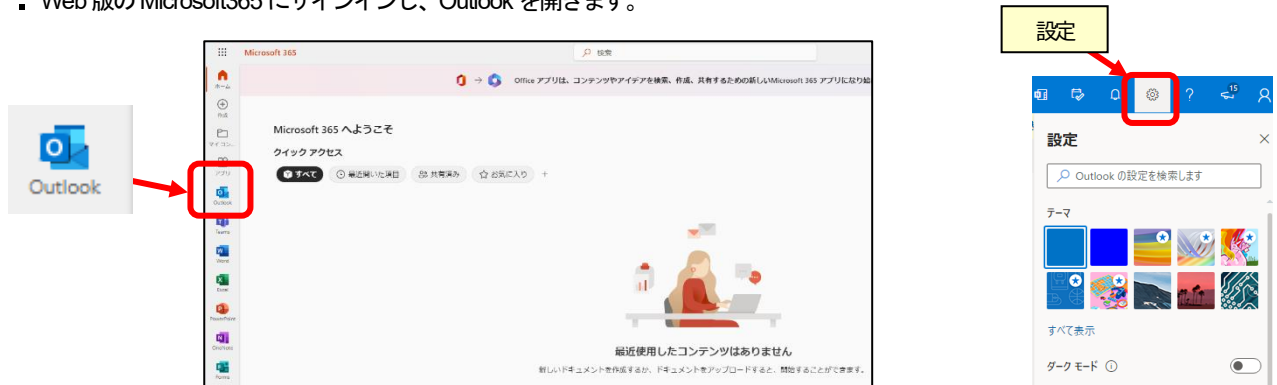 Web 版の Microsoft365 にサインインし、Outlook を開きます。
設定
Microsoft 365
検索
Office アプリは、コンテンツやアイデアを検索、作成、共有するための新しいMicrosoft 365 アプリになり始
ホーム
作成
マイ コン...
アプリ
Outlook
Teams
Word
Excel
PowerPoint
OneNote
Forms
Microsoft 365 へようこそ
クイック アクセス
すべて
最近開いた項目
共有済み
お気に入り
+
最近使用したコンテンツはありません
新しいドキュメントを作成するか、ドキュメントをアップロードすると、開始することができます。
Outlook
15
設定
Outlook の設定を検索します
テーマ
すべて表示
ダーク モード